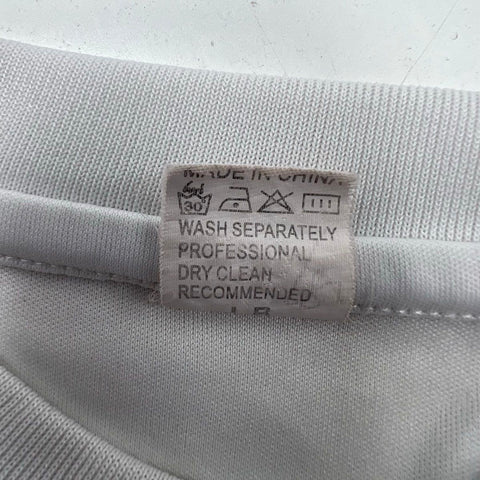 MADE IN CHINA
30°
WASH SEPARATELY
PROFESSIONAL
DRY CLEAN
RECOMMENDED